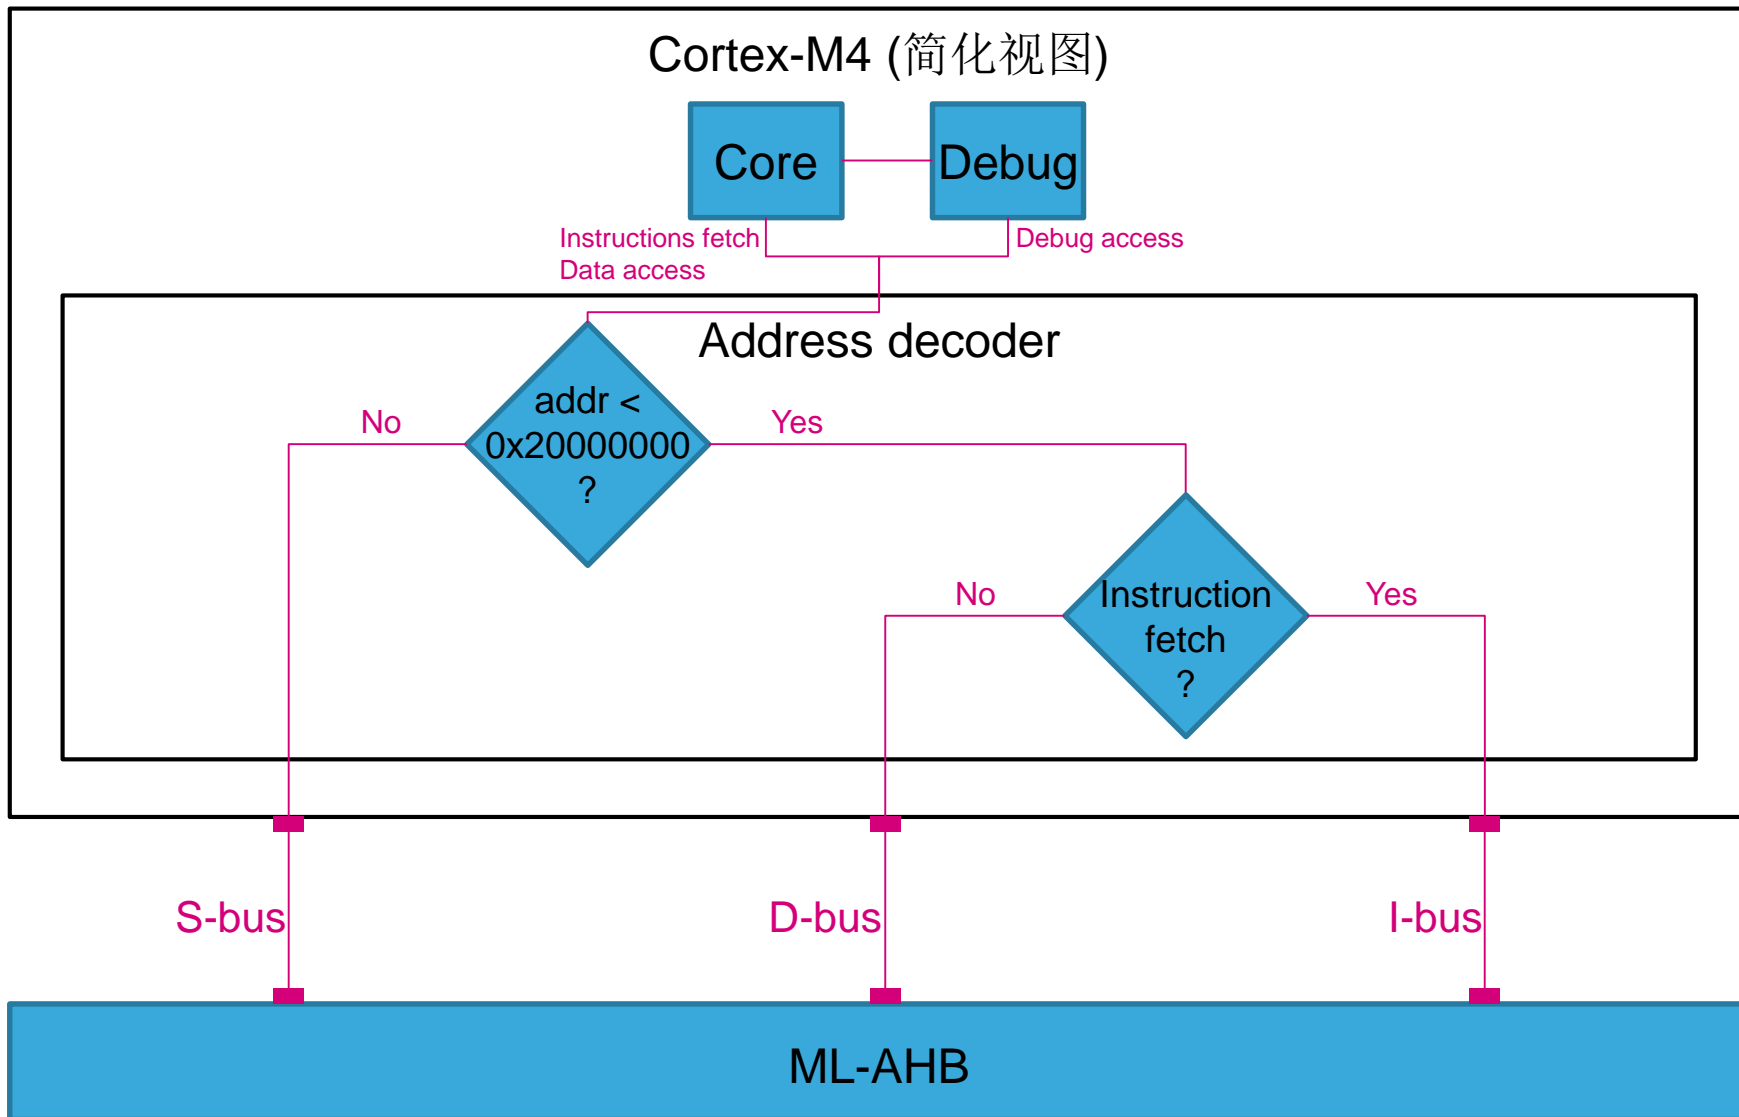 Cortex-M4 (简化视图)
Core
Debug
Instructions fetch
Data access
Debug access
Address decoder
addr <
0x20000000
?
No
Yes
Instruction
fetch
?
No
Yes
S-bus
D-bus
I-bus
ML-AHB